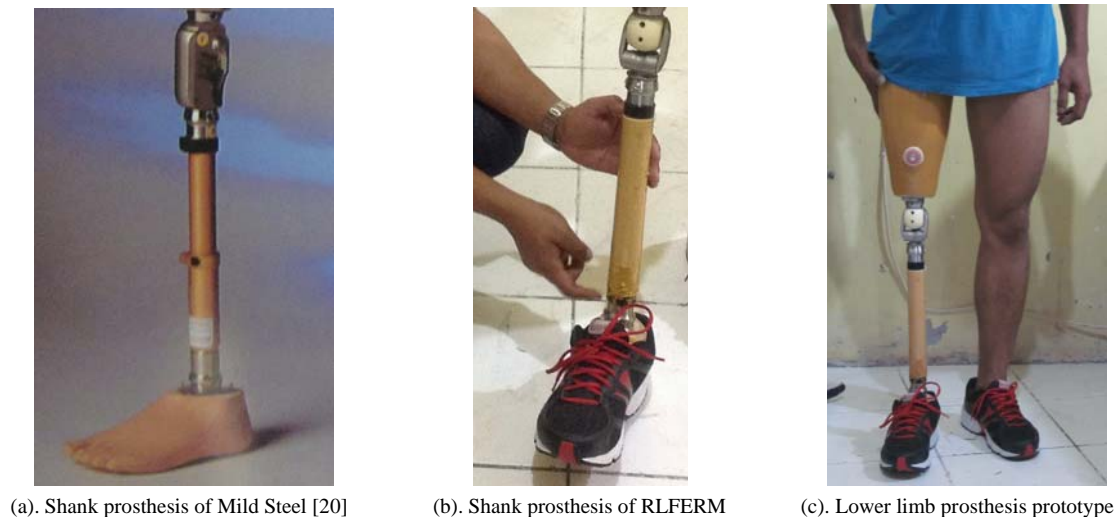 (a). Shank prosthesis of Mild Steel [20]
(b). Shank prosthesis of RLFERM
(c). Lower limb prosthesis prototype